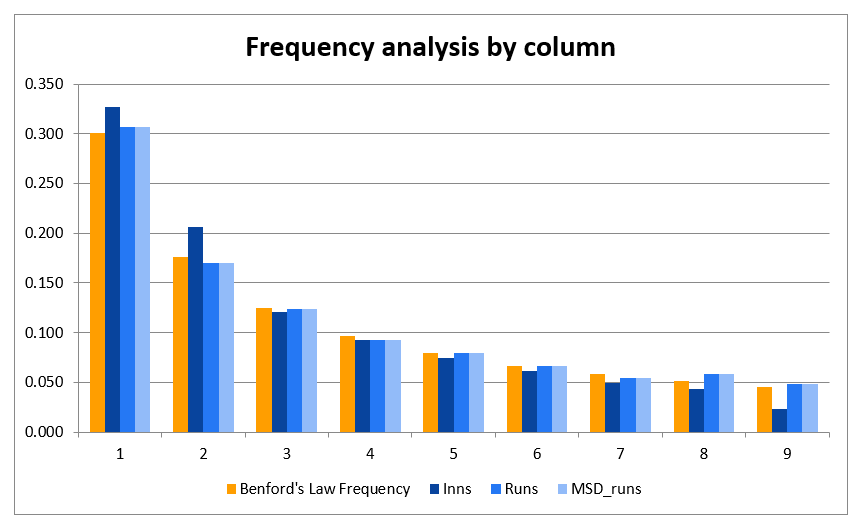 Frequency analysis by column
0.350
0.300
0.250
0.200
0.150
0.100
0.050
0.000
1 2 3 4 5 6 7 8 9
Benford's Law Frequency Inns Runs MSD_runs